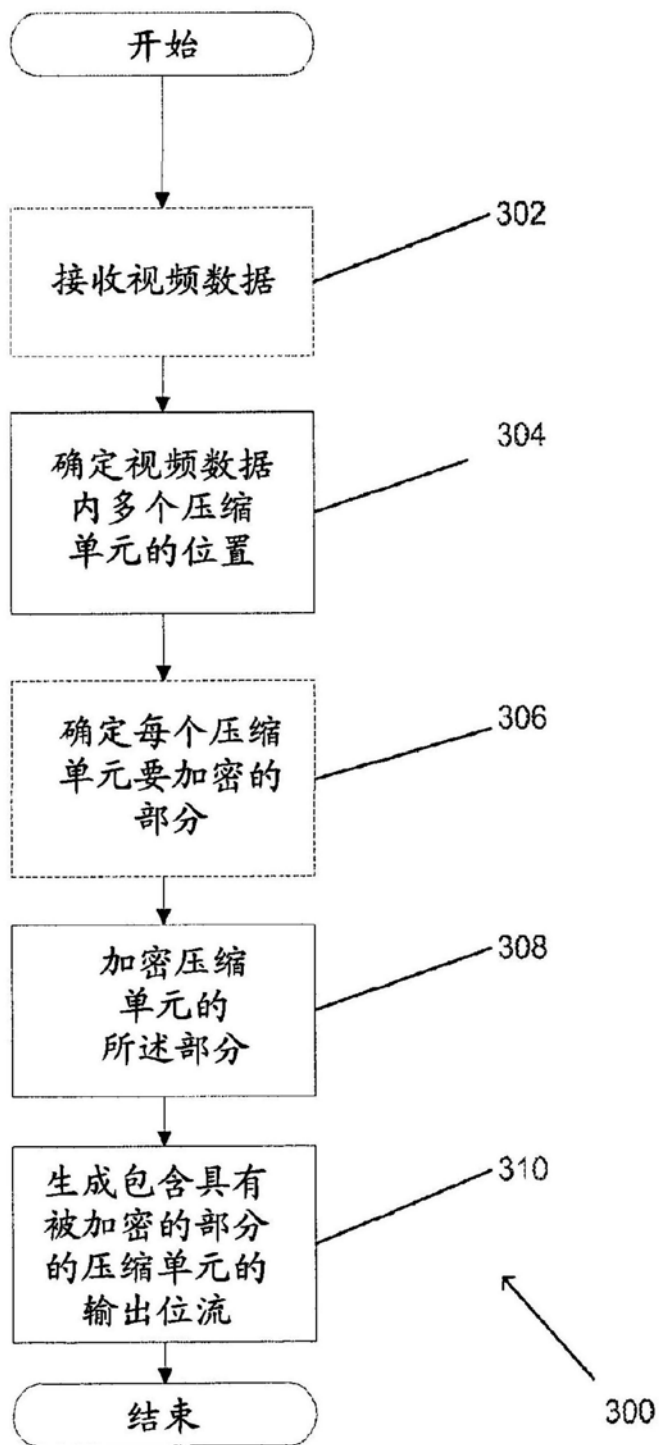 开始
302
接收视频数据
304
确定视频数据
内多个压缩
单元的位置
306
确定每个压缩
单元要加密的
部分
308
加密压缩
单元的
所述部分
310
生成包含具有
被加密的部分
的压缩单元的
输出位流
结束
300